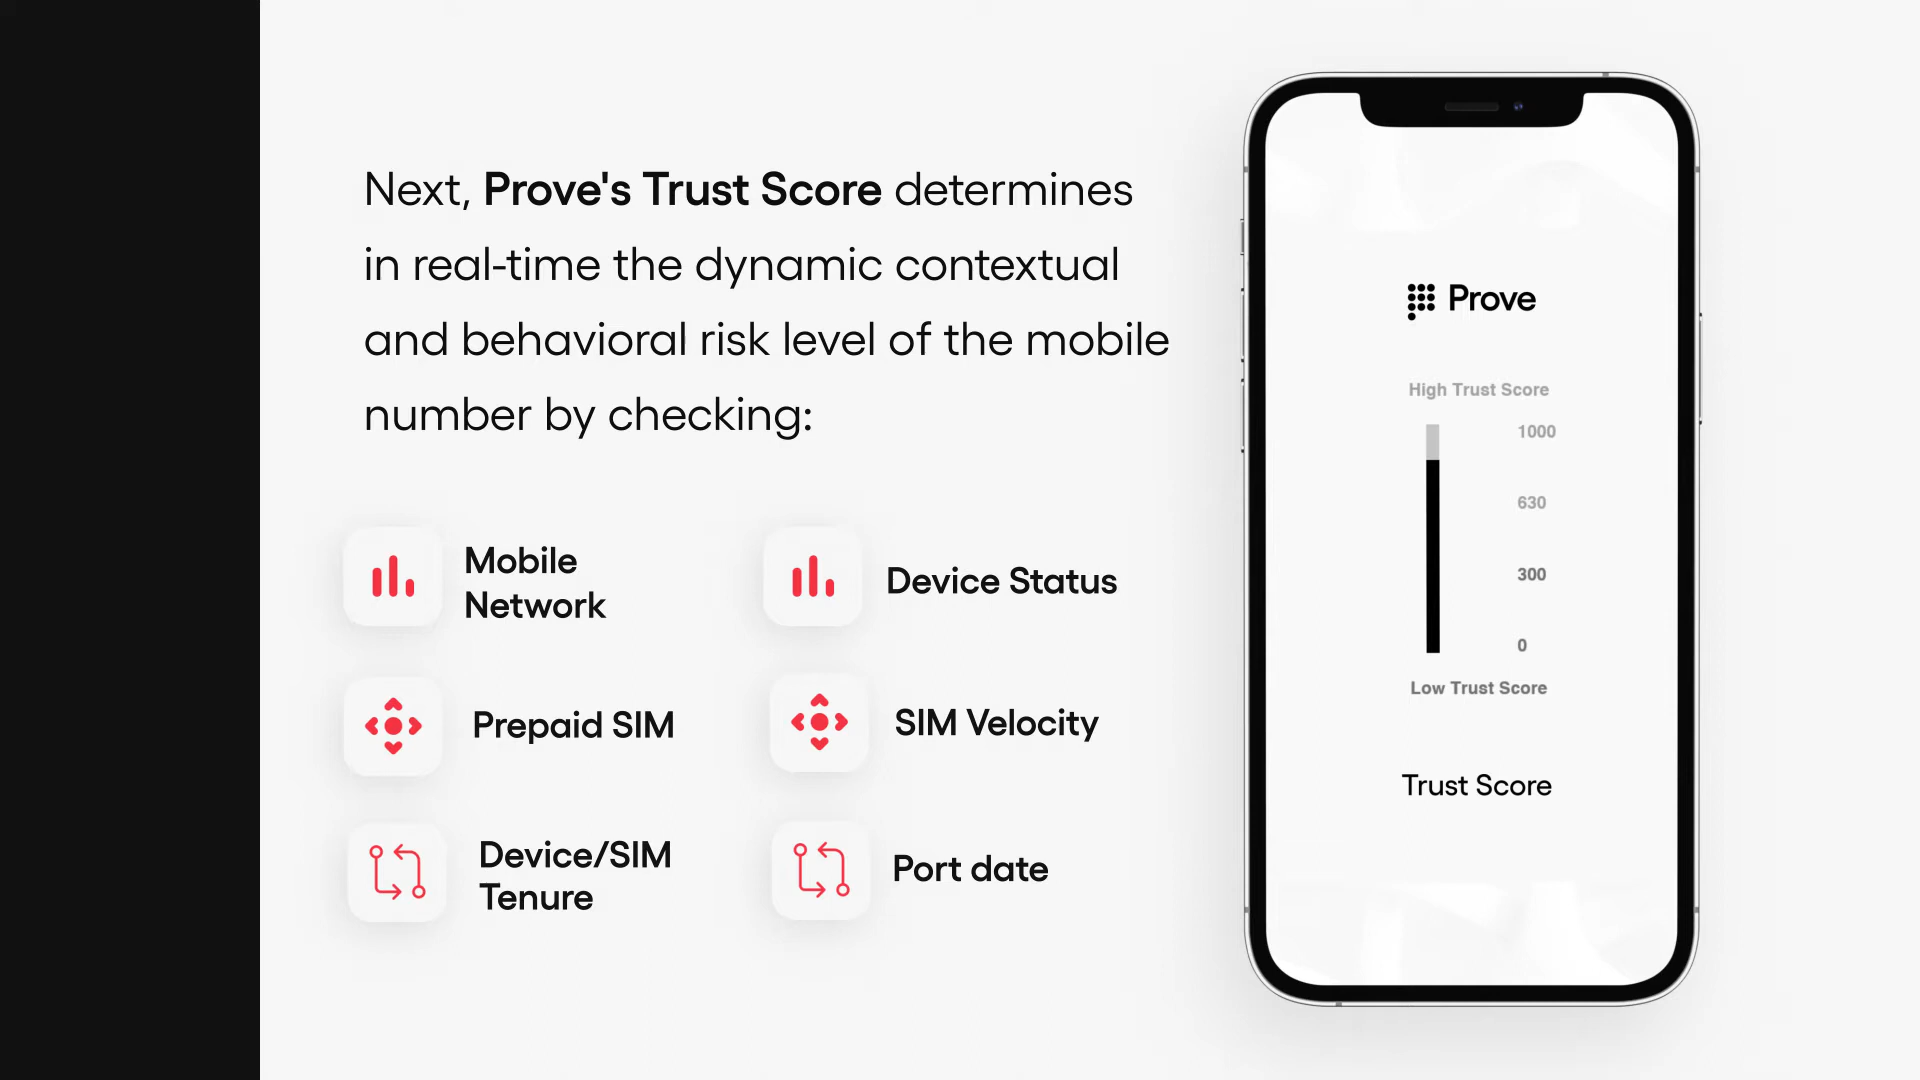 Next, Prove's Trust Score determines
in real-time the dynamic contextual
and behavioral risk level of the mobile
number by checking:
Mobile
Network
Device Status
Prepaid SIM
SIM Velocity
Device/SIM
Tenure
Port date
Prove
High Trust Score
1000
630
300
0
Low Trust Score
Trust Score